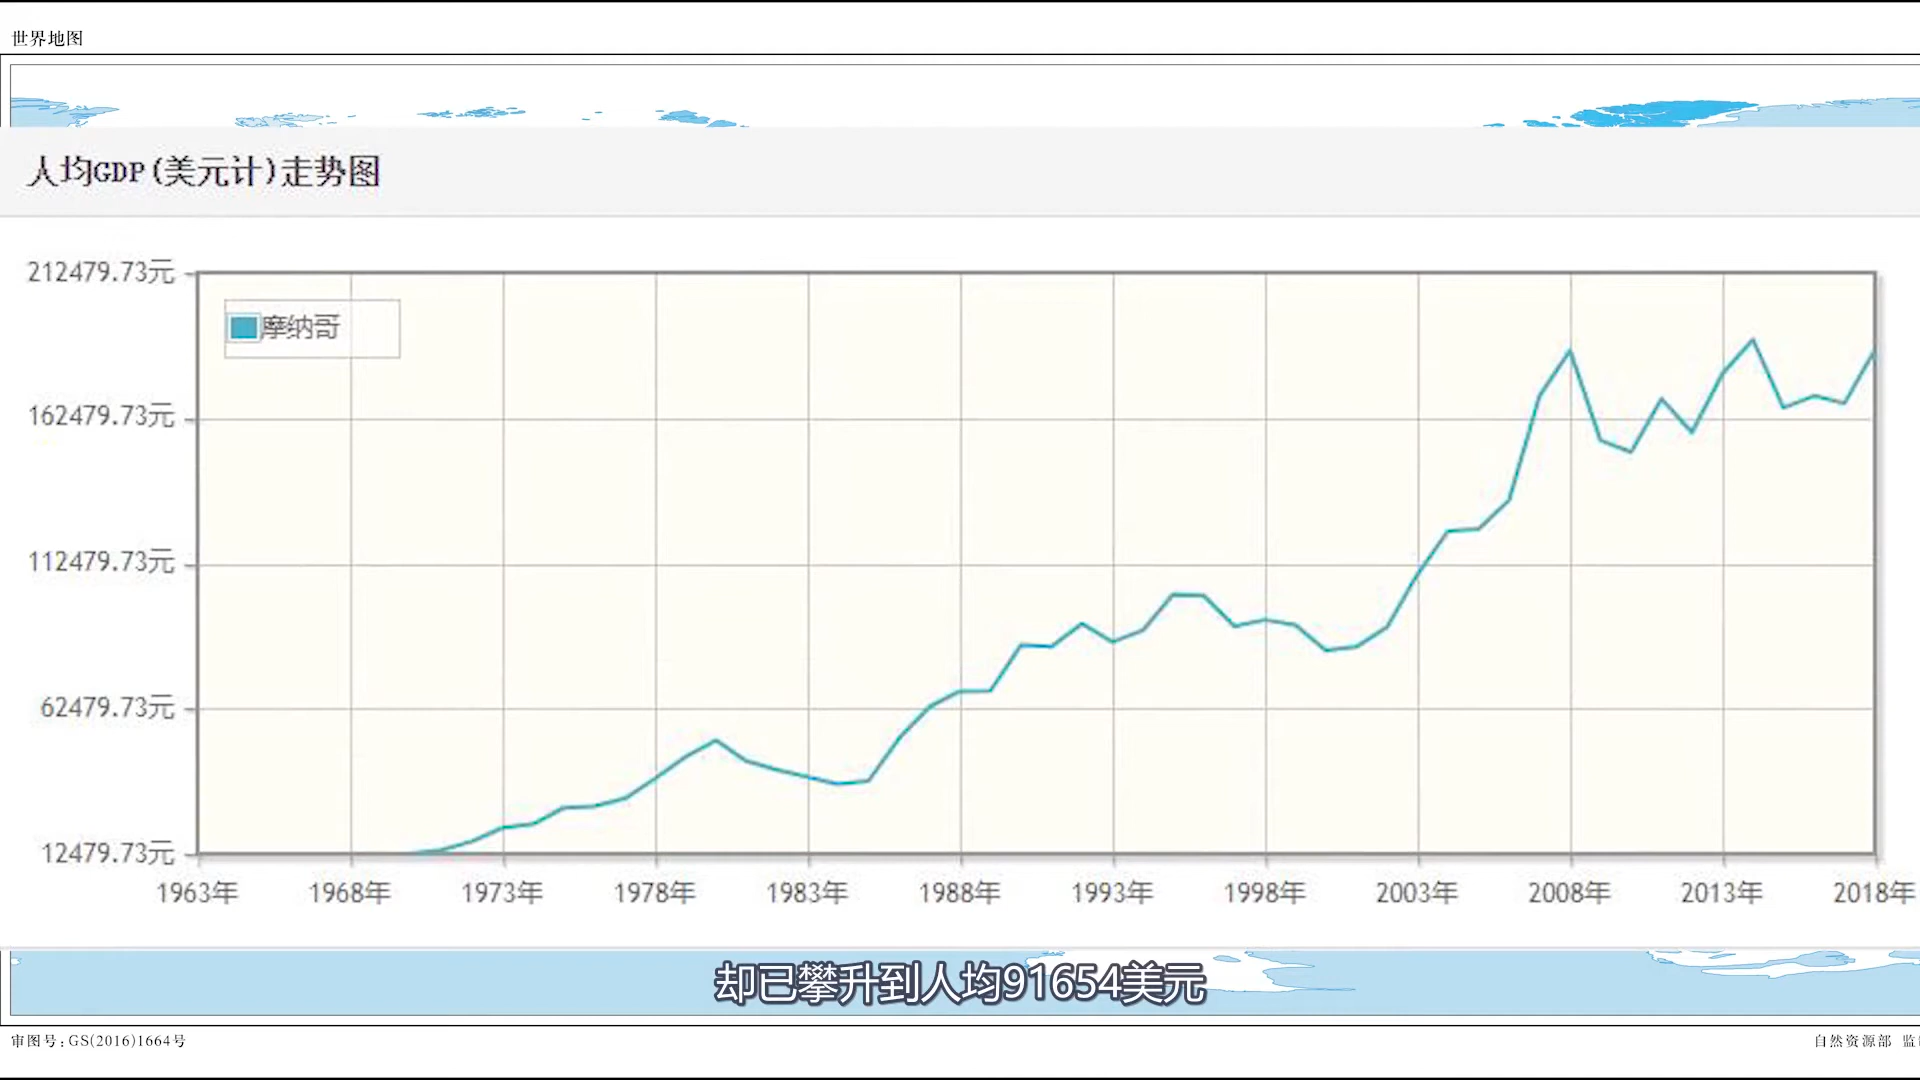 世界地图
人均GDP(美元计)走势图
212479.73元
摩纳哥
162479.73元
112479.73元
62479.73元
12479.73元
1963年 1968年 1973年 1978年 1983年 1988年 1993年 1998年 2003年 2008年 2013年 2018年
却已攀升到人均91654美元
审图号:GS(2016)1664号
自然资源部 监